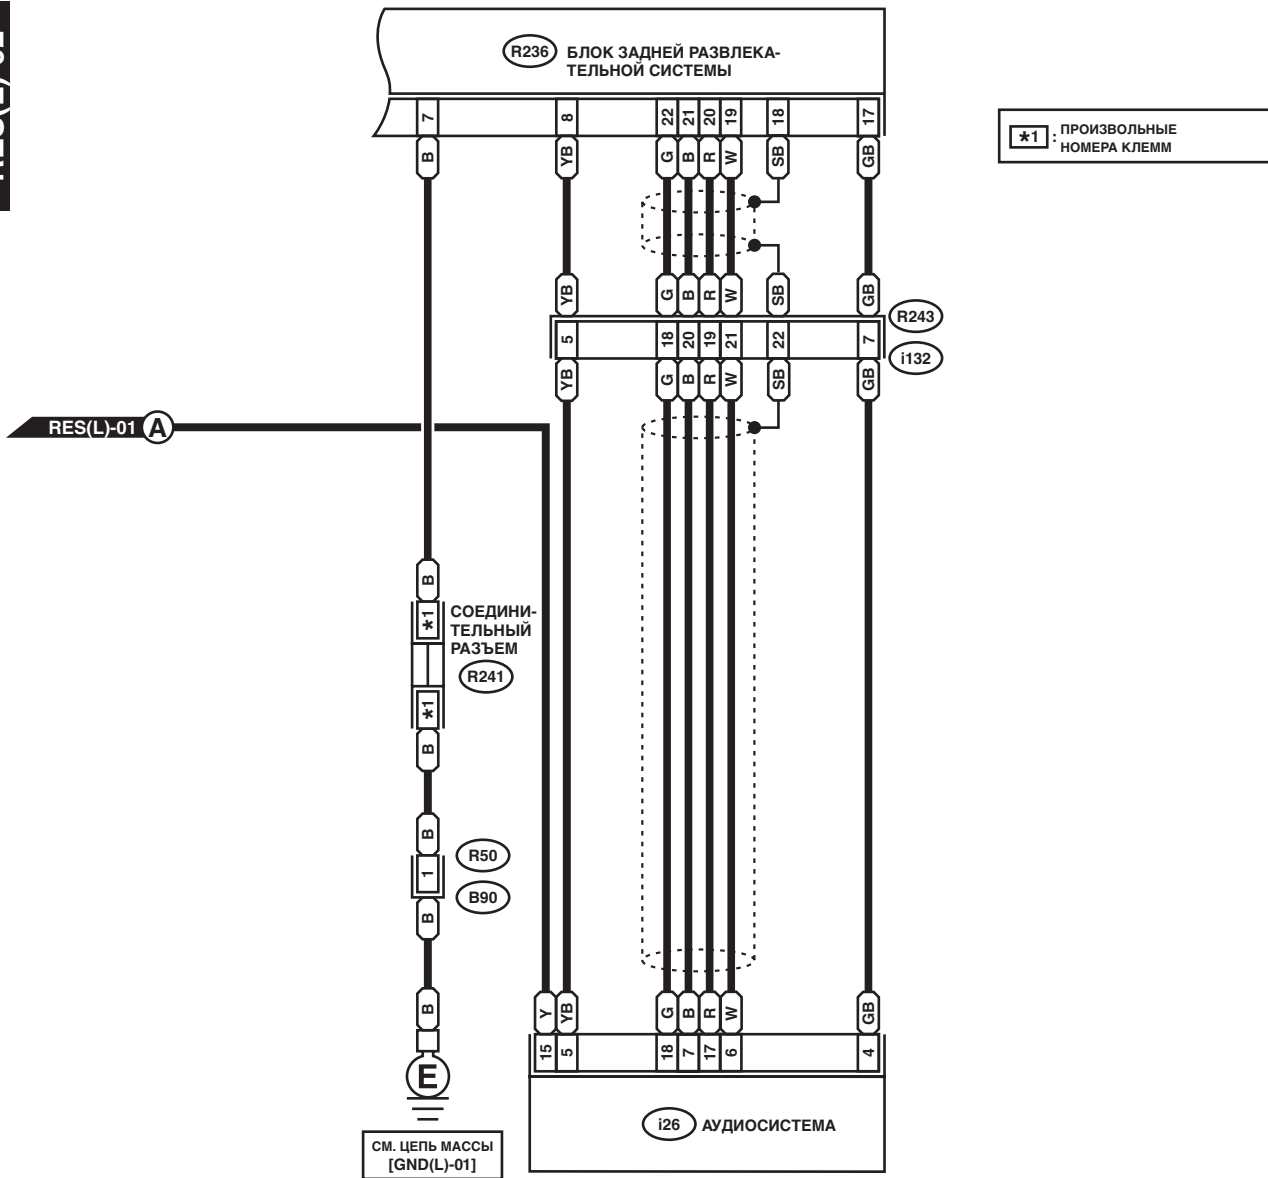 R236 БЛОК ЗАДНЕЙ РАЗВЛЕКА-
ТЕЛЬНОЙ СИСТЕМЫ
7 8 22 21 20 19 18 17
B YB G B R W SB GB
*1 : ПРОИЗВОЛЬНЫЕ
НОМЕРА КЛЕММ
YB G B R W SB GB
R243
5 18 20 19 21 22 7
i132
YB G B R W SB GB
RES(L)-01 A
B
*1 СОЕДИНИ-
ТЕЛЬНЫЙ
РАЗЪЕМ
R241
*1
B
B
R50
1
B90
B
B Y YB G B R W GB
15 5 18 7 17 6 4
E
i26 АУДИОСИСТЕМА
СМ. ЦЕПЬ МАССЫ
[GND(L)-01]